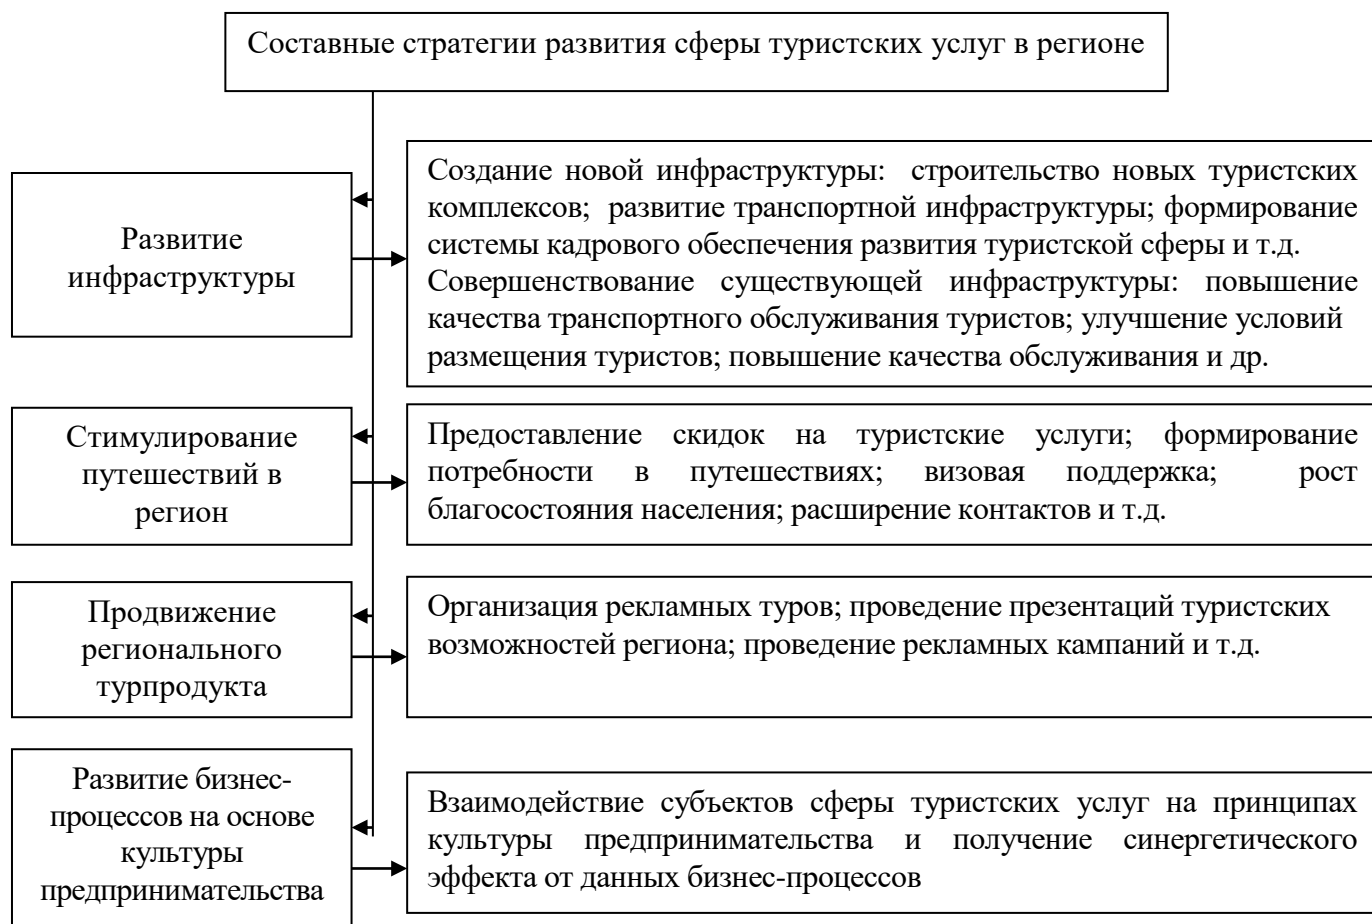 Составные стратегии развития сферы туристских услуг в регионе
Развитие
инфраструктуры
Создание новой инфраструктуры: строительство новых туристских
комплексов; развитие транспортной инфраструктуры; формирование
системы кадрового обеспечения развития туристской сферы и т.д.
Совершенствование существующей инфраструктуры: повышение
качества транспортного обслуживания туристов; улучшение условий
размещения туристов; повышение качества обслуживания и др.
Стимулирование
путешествий в
регион
Предоставление скидок на туристские услуги; формирование
потребности в путешествиях; визовая поддержка; рост
благосостояния населения; расширение контактов и т.д.
Продвижение
регионального
турпродукта
Организация рекламных туров; проведение презентаций туристских
возможностей региона; проведение рекламных кампаний и т.д.
Развитие бизнес-
процессов на основе
культуры
предпринимательства
Взаимодействие субъектов сферы туристских услуг на принципах
культуры предпринимательства и получение синергетического
эффекта от данных бизнес-процессов